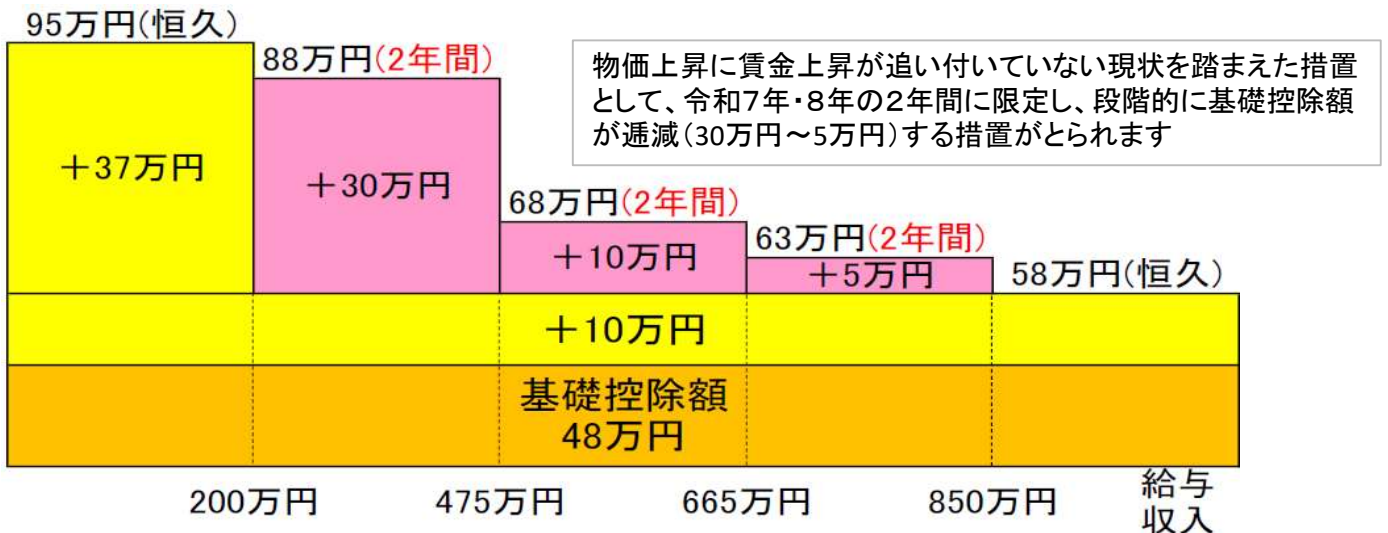 95万円(恒久)
88万円(2年間)
物価上昇に賃金上昇が追い付いていない現状を踏まえた措置
として、令和7年・8年の2年間に限定し、段階的に基礎控除額
が逓減(30万円～5万円)する措置がとられます
＋37万円
＋30万円
68万円(2年間)
＋10万円
63万円(2年間)
＋5万円
58万円(恒久)
＋10万円
基礎控除額
48万円
200万円
475万円
665万円
850万円
給与
収入